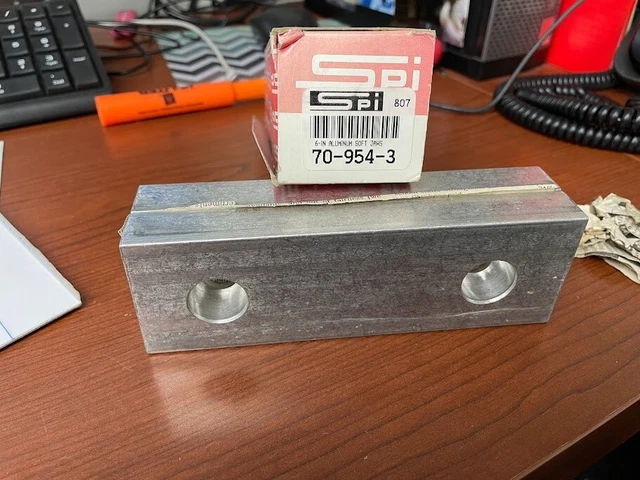 SPi
SPi 807
6-IN ALUMINUM SOFT JAWS
70-954-3